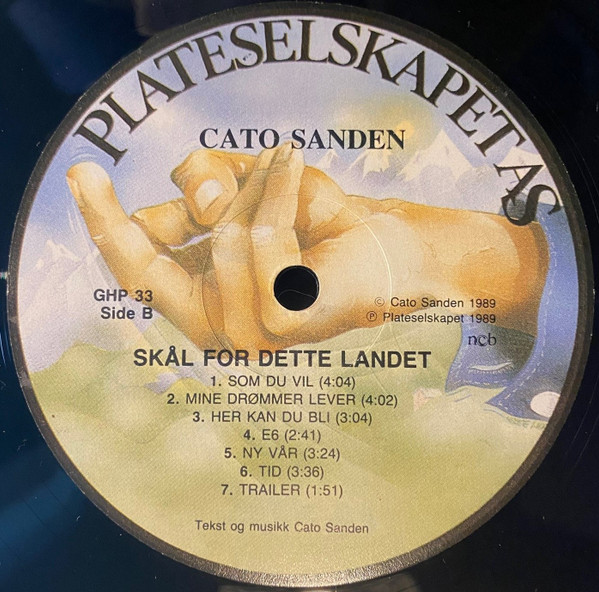 PLATESELSKAPET AS
CATO SANDEN
GHP 33
Side B
© Cato Sanden 1989
℗ Plateselskapet 1989
ncb
SKÅL FOR DETTE LANDET
1. SOM DU VIL (4:04)
2. MINE DRØMMER LEVER (4:02)
3. HER KAN DU BLI (3:04)
4. E6 (2:41)
5. NY VÅR (3:24)
6. TID (3:36)
7. TRAILER (1:51)
Tekst og musikk Cato Sanden